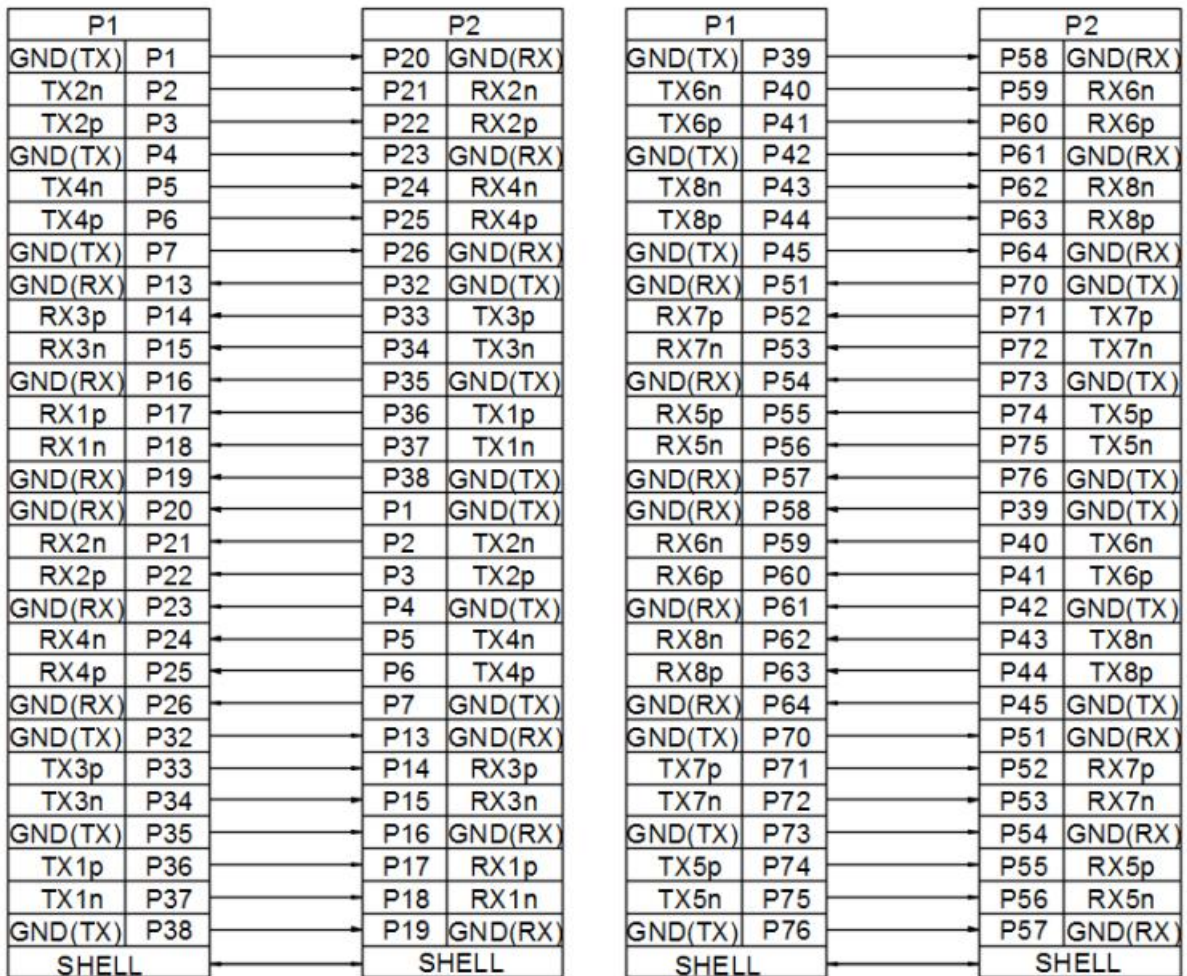 P1 P2 P1 P2
GND(TX) P1 P20 GND(RX) GND(TX) P39 P58 GND(RX)
TX2n P2 P21 RX2n TX6n P40 P59 RX6n
TX2p P3 P22 RX2p TX6p P41 P60 RX6p
GND(TX) P4 P23 GND(RX) GND(TX) P42 P61 GND(RX)
TX4n P5 P24 RX4n TX8n P43 P62 RX8n
TX4p P6 P25 RX4p TX8p P44 P63 RX8p
GND(TX) P7 P26 GND(RX) GND(TX) P45 P64 GND(RX)
GND(RX) P13 P32 GND(TX) GND(RX) P51 P70 GND(TX)
RX3p P14 P33 TX3p RX7p P52 P71 TX7p
RX3n P15 P34 TX3n RX7n P53 P72 TX7n
GND(RX) P16 P35 GND(TX) GND(RX) P54 P73 GND(TX)
RX1p P17 P36 TX1p RX5p P55 P74 TX5p
RX1n P18 P37 TX1n RX5n P56 P75 TX5n
GND(RX) P19 P38 GND(TX) GND(RX) P57 P76 GND(TX)
GND(RX) P20 P1 GND(TX) GND(RX) P58 P39 GND(TX)
RX2n P21 P2 TX2n RX6n P59 P40 TX6n
RX2p P22 P3 TX2p RX6p P60 P41 TX6p
GND(RX) P23 P4 GND(TX) GND(RX) P61 P42 GND(TX)
RX4n P24 P5 TX4n RX8n P62 P43 TX8n
RX4p P25 P6 TX4p RX8p P63 P44 TX8p
GND(RX) P26 P7 GND(TX) GND(RX) P64 P45 GND(TX)
GND(TX) P32 P13 GND(RX) GND(TX) P70 P51 GND(RX)
TX3p P33 P14 RX3p TX7p P71 P52 RX7p
TX3n P34 P15 RX3n TX7n P72 P53 RX7n
GND(TX) P35 P16 GND(RX) GND(TX) P73 P54 GND(RX)
TX1p P36 P17 RX1p TX5p P74 P55 RX5p
TX1n P37 P18 RX1n TX5n P75 P56 RX5n
GND(TX) P38 P19 GND(RX) GND(TX) P76 P57 GND(RX)
SHELL SHELL SHELL SHELL